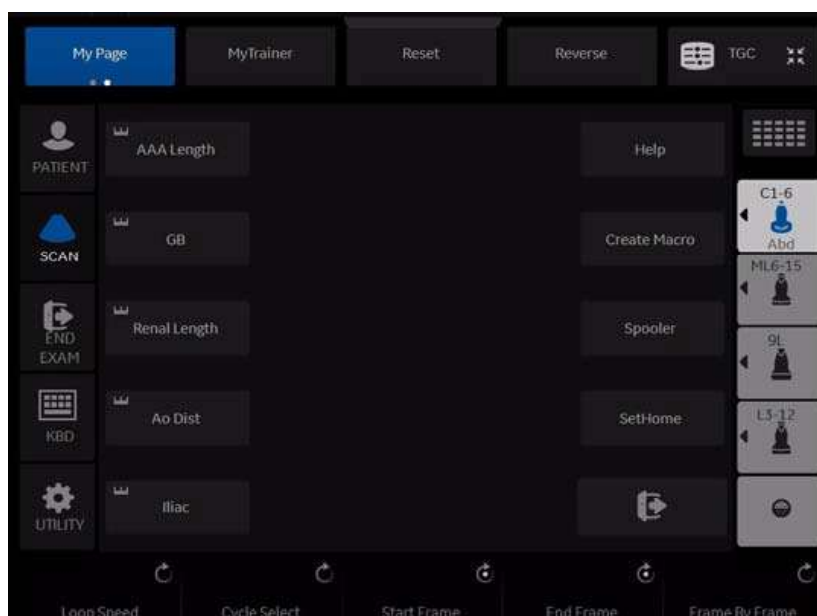 My Page
MyTrainer
Reset
Reverse
TGC
PATIENT
AAA Length
Help
C1-6
Abd
SCAN
GB
Create Macro
ML6-15
END
EXAM
Renal Length
Spooler
9L
KBD
Ao Dist
SetHome
L3-12
UTILITY
Iliac
Loop Speed
Cycle Select
Start Frame
End Frame
Frame By Frame